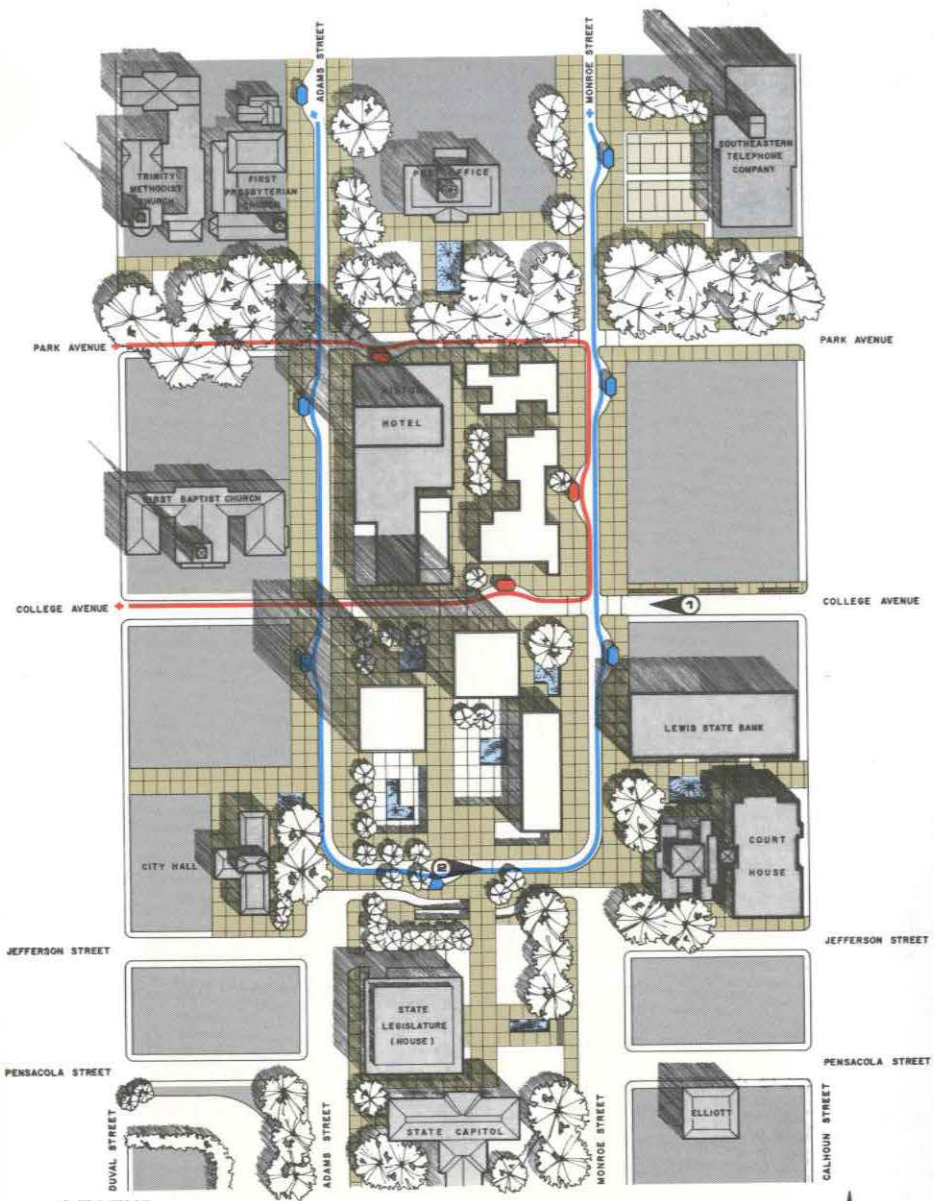 ADAMS STREET
MONROE STREET
SOUTHEASTERN
TELEPHONE
COMPANY
TRINITY
METHODIST
CHURCH
FIRST
PRESBYTERIAN
CHURCH
POST OFFICE
PARK AVENUE
PARK AVENUE
HOTEL
FIRST BAPTIST CHURCH
COLLEGE AVENUE
COLLEGE AVENUE
LEWIS STATE BANK
CITY HALL
COURT
HOUSE
JEFFERSON STREET
JEFFERSON STREET
STATE
LEGISLATURE
(HOUSE)
PENSACOLA STREET
PENSACOLA STREET
ELLIOTT
STATE CAPITOL
DUVAL STREET
ADAMS STREET
MONROE STREET
CALHOUN STREET